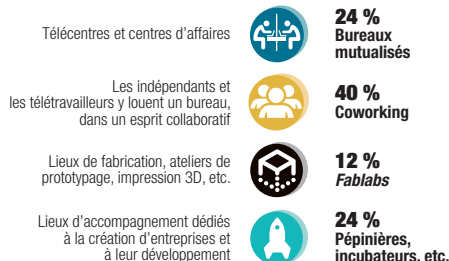 Télécentres et centres d'affaires
24 %
Bureaux
mutualisés
Les indépendants et
les télétravailleurs y louent un bureau,
dans un esprit collaboratif
40 %
Coworking
Lieux de fabrication, ateliers de
prototypage, impression 3D, etc.
12 %
Fablabs
Lieux d'accompagnement dédiés
à la création d'entreprises et
à leur développement
24 %
Pépinières,
incubateurs, etc.